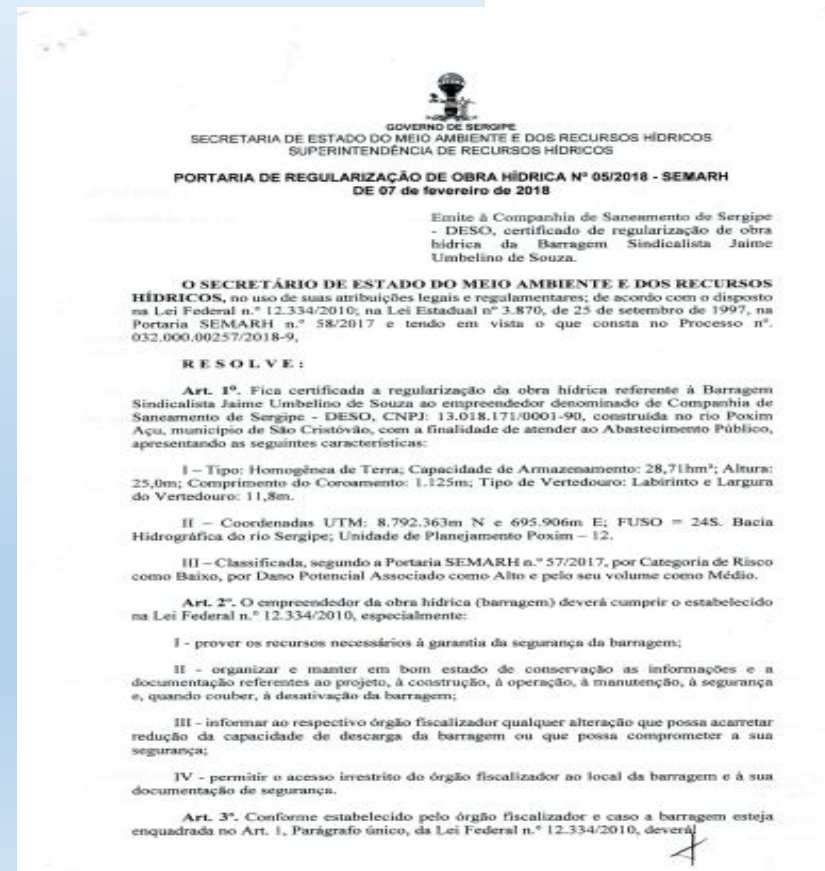 GOVERNO DE SERGIPE
SECRETARIA DE ESTADO DO MEIO AMBIENTE E DOS RECURSOS HÍDRICOS
SUPERINTENDÊNCIA DE RECURSOS HÍDRICOS
PORTARIA DE REGULARIZAÇÃO DE OBRA HÍDRICA Nº 05/2018 - SEMARH
DE 07 de fevereiro de 2018
Emite à Companhia de Saneamento de Sergipe
- DESO, certificado de regularização de obra
hídrica da Barragem Sindicalista Jaime
Umbelino de Souza.
O SECRETÁRIO DE ESTADO DO MEIO AMBIENTE E DOS RECURSOS
HÍDRICOS, no uso de suas atribuições legais e regulamentares; de acordo com o disposto
na Lei Federal n.º 12.334/2010; na Lei Estadual nº 3.870, de 25 de setembro de 1997, na
Portaria SEMARH n.º 58/2017 e tendo em vista o que consta no Processo nº.
032.000.00257/2018-9,
R E S O L V E :
Art. 1º. Fica certificada a regularização da obra hídrica referente à Barragem
Sindicalista Jaime Umbelino de Souza ao empreendedor denominado de Companhia de
Saneamento de Sergipe - DESO, CNPJ: 13.018.171/0001-90, construída no rio Poxim
Açu, município de São Cristóvão, com a finalidade de atender ao Abastecimento Público,
apresentando as seguintes características:
I – Tipo: Homogênea de Terra; Capacidade de Armazenamento: 28,71hm³; Altura:
25,0m; Comprimento do Coroamento: 1.125m; Tipo de Vertedouro: Labirinto e Largura
do Vertedouro: 11,8m.
II – Coordenadas UTM: 8.792.363m N e 695.906m E; FUSO = 24S. Bacia
Hidrográfica do rio Sergipe; Unidade de Planejamento Poxim – 12.
III – Classificada, segundo a Portaria SEMARH n.º 57/2017, por Categoria de Risco
como Baixo, por Dano Potencial Associado como Alto e pelo seu volume como Médio.
Art. 2º. O empreendedor da obra hídrica (barragem) deverá cumprir o estabelecido
na Lei Federal n.º 12.334/2010, especialmente:
I - prover os recursos necessários à garantia da segurança da barragem;
II - organizar e manter em bom estado de conservação as informações e a
documentação referentes ao projeto, à construção, à operação, à manutenção, à segurança
e, quando couber, à desativação da barragem;
III - informar ao respectivo órgão fiscalizador qualquer alteração que possa acarretar
redução da capacidade de descarga da barragem ou que possa comprometer a sua
segurança;
IV - permitir o acesso irrestrito do órgão fiscalizador ao local da barragem e à sua
documentação de segurança.
Art. 3º. Conforme estabelecido pelo órgão fiscalizador e caso a barragem esteja
enquadrada no Art. 1, Parágrafo único, da Lei Federal n.º 12.334/2010, deverá